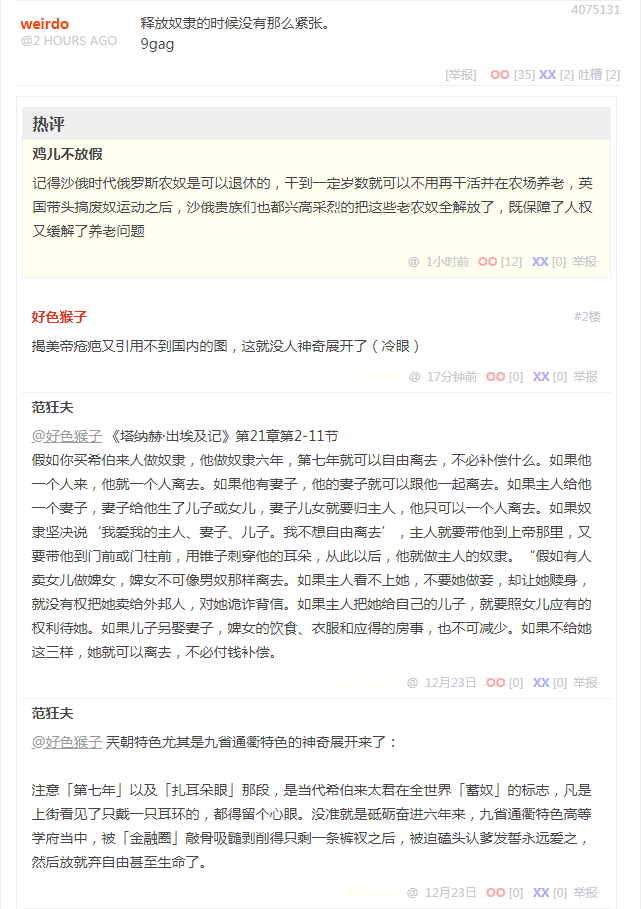 4075131
weirdo
@2 HOURS AGO
释放奴隶的时候没有那么紧张。
9gag
[举报] OO [35] XX [2] 吐槽 [2]
热评
鸡儿不放假
记得沙俄时代俄罗斯农奴是可以退休的，干到一定岁数就可以不用再干活并在农场养老，英
国带头搞废奴运动之后，沙俄贵族们也都兴高采烈的把这些老农奴全解放了，既保障了人权
又缓解了养老问题
@ 1小时前 OO [12] XX [0] 举报
好色猴子
#2楼
揭美帝疮疤又引用不到国内的图，这就没人神奇展开了（冷眼）
@ 17分钟前 OO [0] XX [0] 举报
范狂夫
@好色猴子 《塔纳赫·出埃及记》第21章第2-11节
假如你买希伯来人做奴隶，他做奴隶六年，第七年就可以自由离去，不必补偿什么。如果他
一个人来，他就一个人离去。如果他有妻子，他的妻子就可以跟他一起离去。如果主人给他
一个妻子，妻子给他生了儿子或女儿，妻子儿女就要归主人，他只可以一个人离去。如果奴
隶坚决说‘我爱我的主人、妻子、儿子。我不想自由离去’，主人就要带他到上帝那里，又
要带他到门前或门柱前，用锥子刺穿他的耳朵，从此以后，他就做主人的奴隶。“假如有人
卖女儿做婢女，婢女不可像男奴那样离去。如果主人看不上她，不要她做妾，却让她赎身，
就没有权把她卖给外邦人，对她诡诈背信。如果主人把她给自己的儿子，就要照女儿应有的
权利待她。如果儿子另娶妻子，婢女的饮食、衣服和应得的房事，也不可减少。如果不给她
这三样，她就可以离去，不必付钱补偿。
@ 12月23日 OO [0] XX [0] 举报
范狂夫
@好色猴子 天朝特色尤其是九省通衢特色的神奇展开来了：
注意「第七年」以及「扎耳朵眼」那段，是当代希伯来太君在全世界「蓄奴」的标志，凡是
上街看见了只戴一只耳环的，都得留个心眼。没准就是砥砺奋进六年来，九省通衢特色高等
学府当中，被「金融圈」敲骨吸髓剥削得只剩一条裤衩之后，被迫磕头认爹发誓永远爱之，
然后放就弃自由甚至生命了。
@ 12月23日 OO [0] XX [0] 举报